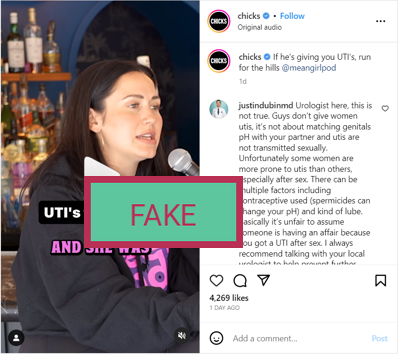 chicks • Follow
Original audio
CHICKS
CHICKS
chicks If he's giving you UTI's, run
for the hills @meangirlpod
1d
justindubinmd Urologist here, this is
not true. Guys don't give women
utis, it's not about matching genitals
pH with your partner and utis
are not transmitted sexually.
Unfortunately some women are
more prone to utis than others,
especially after sex. There can be
multiple factors including
contraceptive used (spermicides can
change your pH) and kind of lube.
Basically it's unfair to assume
someone is having an affair because
you got a UTI after sex. I always
recommend talking with your local
urologist to help prevent further
UTI's
FAKE
AND SHE WAS
4,269 likes
1 DAY AGO
Add a comment...
Post